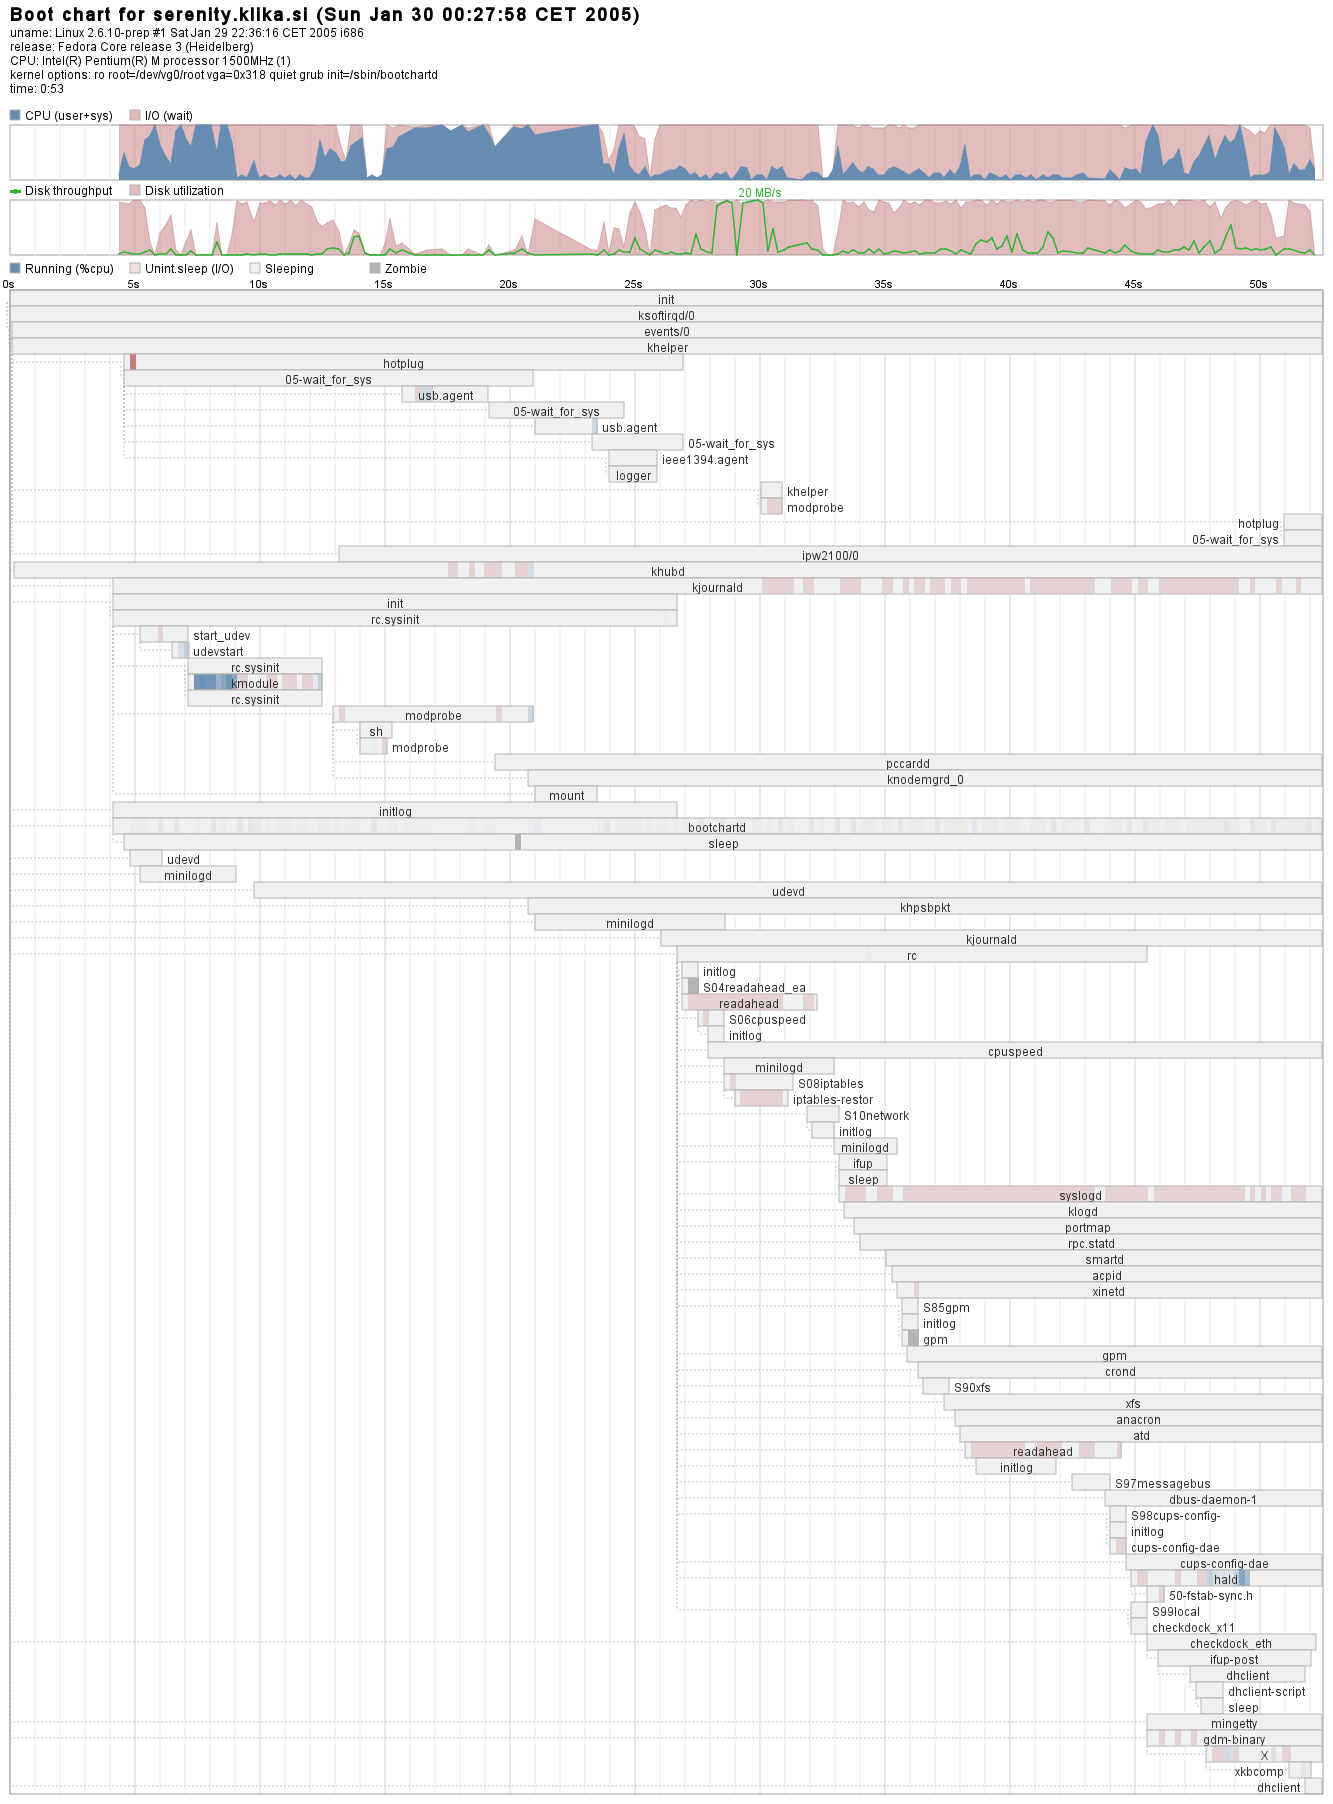 Boot chart for serenity.klika.si (Sun Jan 30 00:27:58 CET 2005)
uname: Linux 2.6.10-prep #1 Sat Jan 29 22:36:16 CET 2005 i686
release: Fedora Core release 3 (Heidelberg)
CPU: Intel(R) Pentium(R) M processor 1500MHz (1)
kernel options: ro root=/dev/vg0/root vga=0x318 quiet grub init=/sbin/bootchartd
time: 0:53
CPU (user+sys) I/O (wait)
Disk throughput Disk utilization
20 MB/s
Running (%cpu) Unint.sleep (I/O) Sleeping Zombie
0s 5s 10s 15s 20s 25s 30s 35s 40s 45s 50s
init
ksoftirqd/0
events/0
khelper
hotplug
05-wait_for_sys
usb.agent
05-wait_for_sys
usb.agent
05-wait_for_sys
ieee1394.agent
logger
khelper
modprobe
hotplug
05-wait_for_sys
ipw2100/0
khubd
kjournald
init
rc.sysinit
start_udev
udevstart
rc.sysinit
kmodule
rc.sysinit
modprobe
sh
modprobe
pccardd
knodemgrd_0
mount
initlog
bootchartd
sleep
udevd
minilogd
udevd
khpsbpkt
minilogd
kjournald
rc
initlog
S04readahead_ea
readahead
S06cpuspeed
initlog
cpuspeed
minilogd
S08iptables
iptables-restor
S10network
initlog
minilogd
ifup
sleep
syslogd
klogd
portmap
rpc.statd
smartd
acpid
xinetd
S85gpm
initlog
gpm
gpm
crond
S90xfs
xfs
anacron
atd
readahead
initlog
S97messagebus
dbus-daemon-1
S98cups-config-
initlog
cups-config-dae
cups-config-dae
hald
50-fstab-sync.h
S99local
checkdock_x11
checkdock_eth
ifup-post
dhclient
dhclient-script
sleep
mingetty
gdm-binary
X
xkbcomp
dhclient